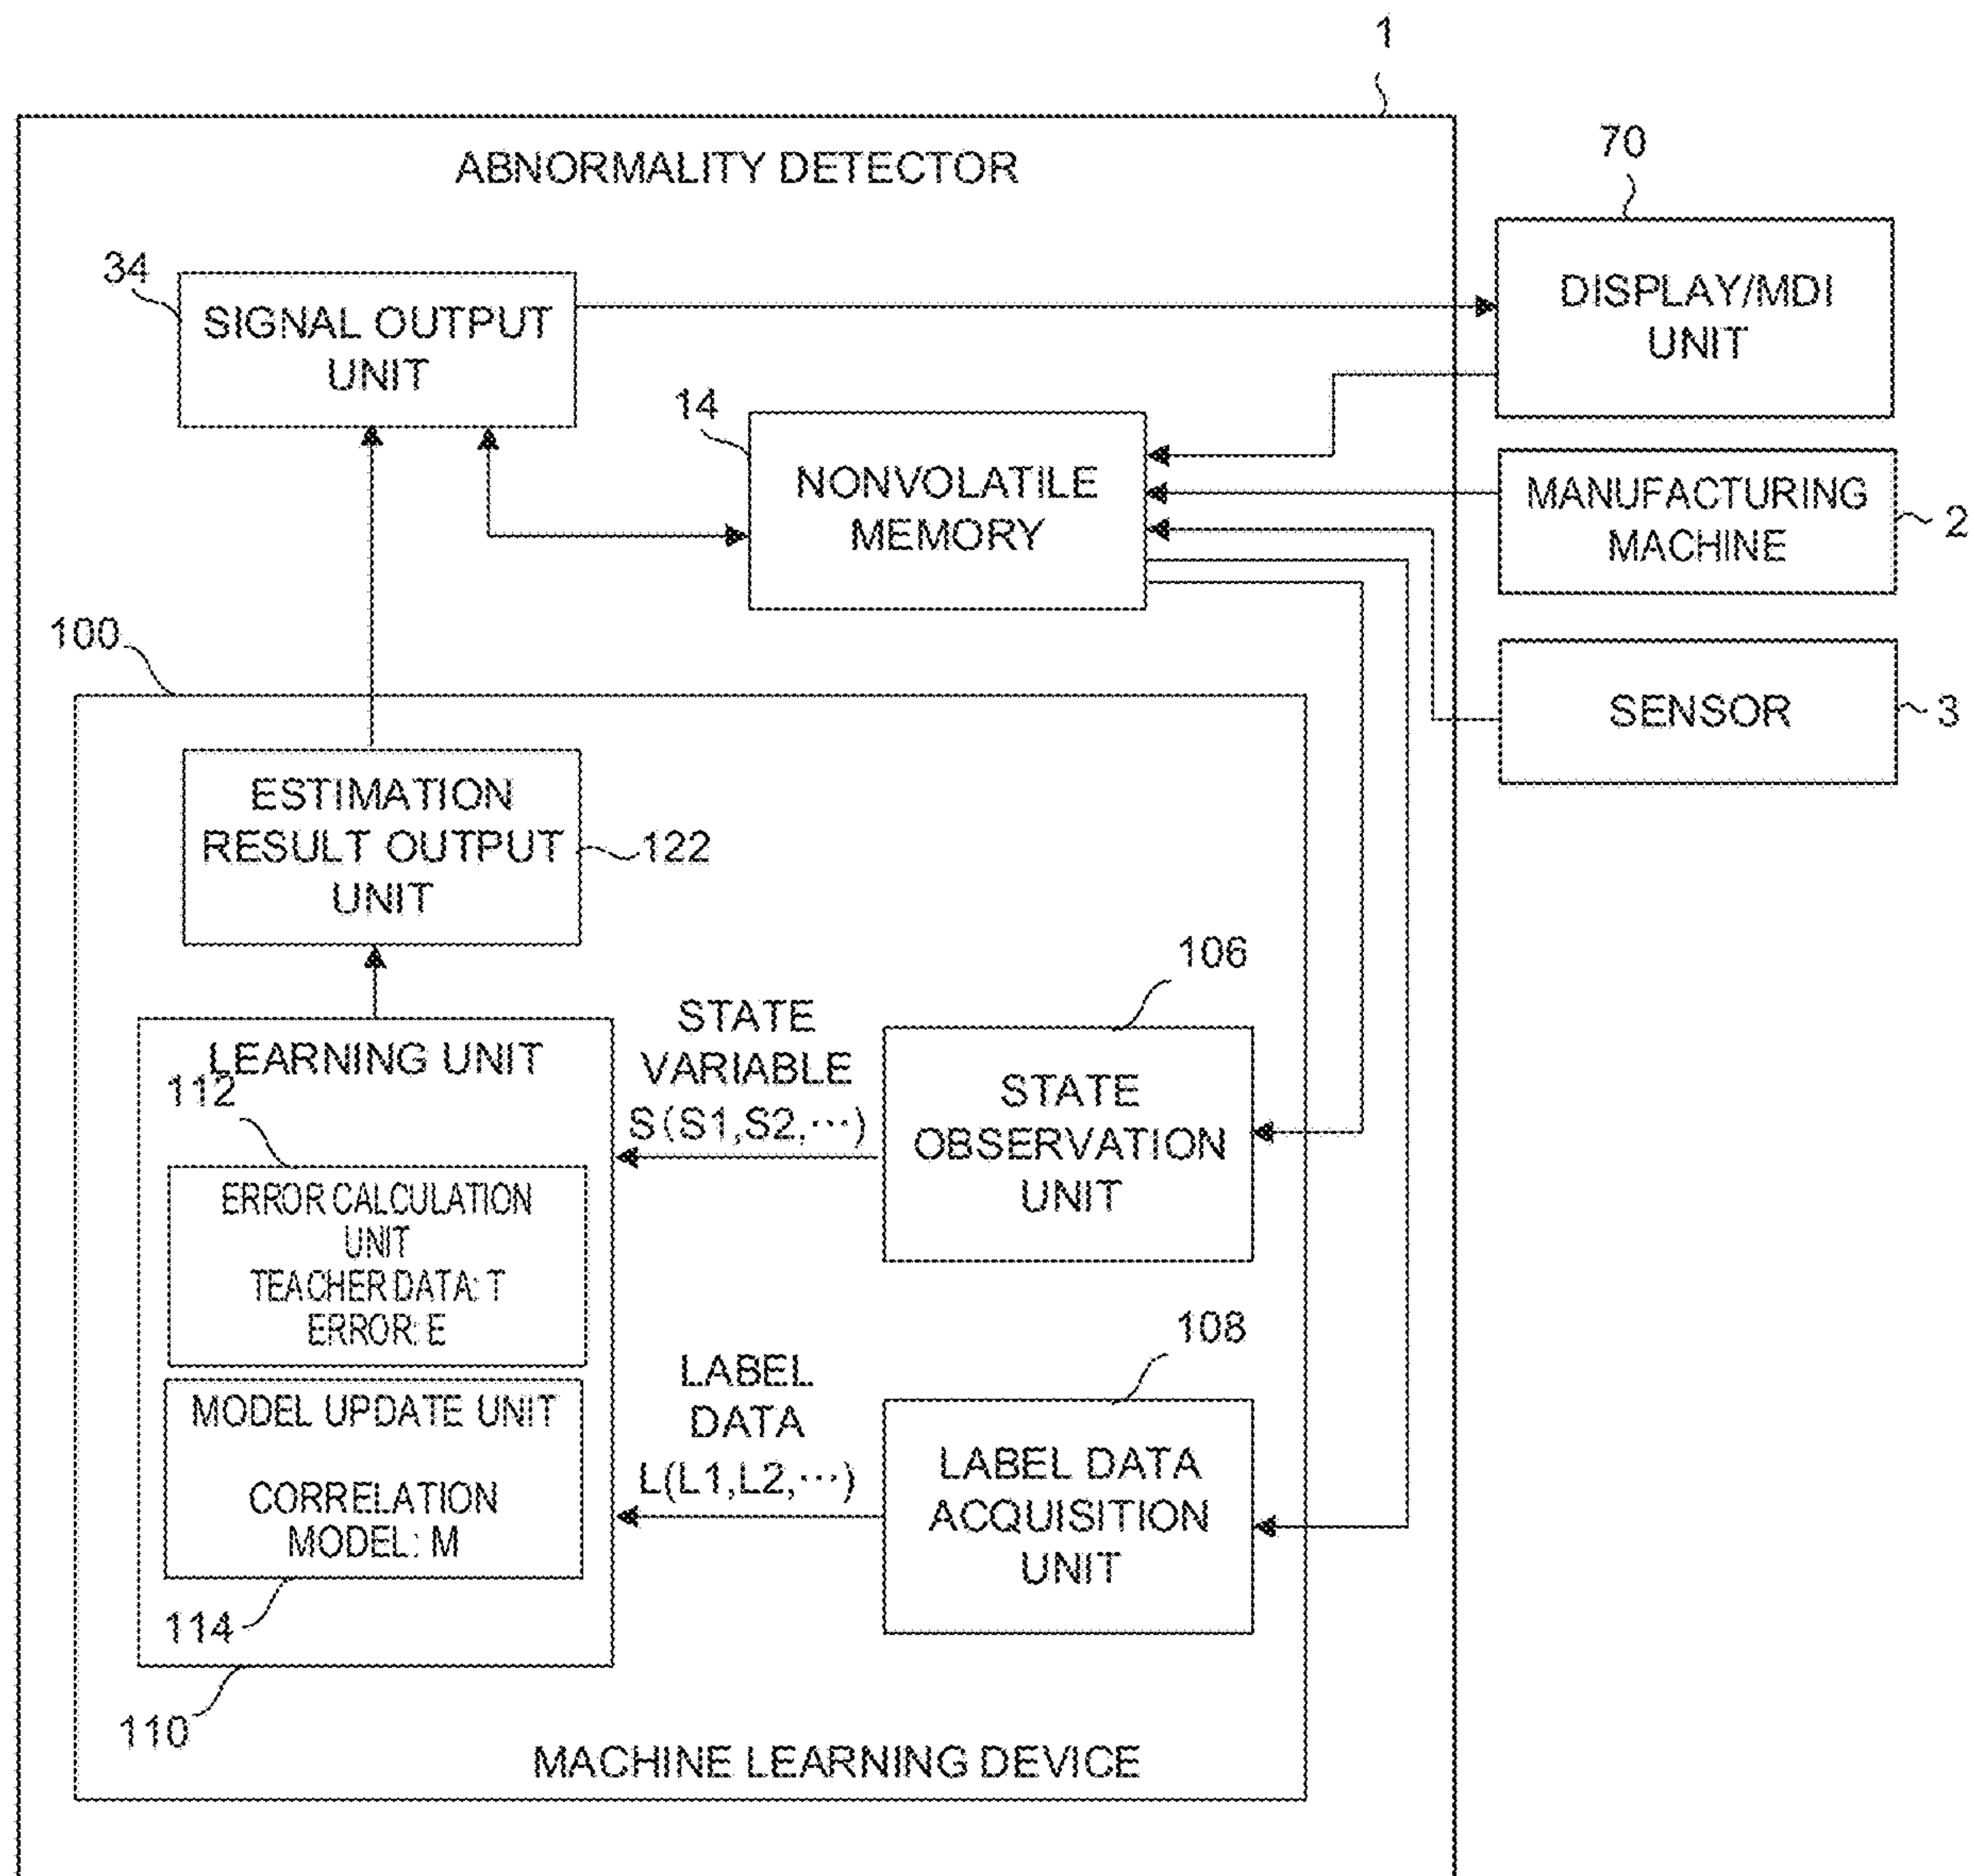 1
ABNORMALITY DETECTOR
70
34
SIGNAL OUTPUT
UNIT
DISPLAY/MDI
UNIT
14
NONVOLATILE
MEMORY
MANUFACTURING
MACHINE
2
100
SENSOR
3
ESTIMATION
RESULT OUTPUT
UNIT
122
106
LEARNING UNIT
112
STATE
VARIABLE
S(S1,S2,···)
STATE
OBSERVATION
UNIT
ERROR CALCULATION
UNIT
TEACHER DATA: T
ERROR: E
108
MODEL UPDATE UNIT
CORRELATION
MODEL: M
LABEL
DATA
L(L1,L2,···)
LABEL DATA
ACQUISITION
UNIT
114
110
MACHINE LEARNING DEVICE